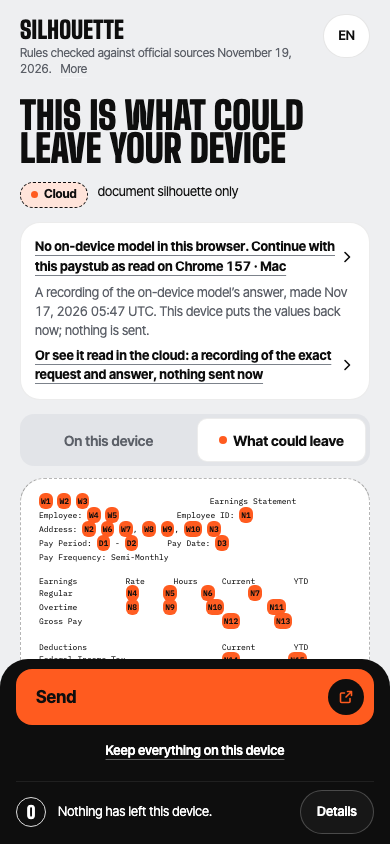 SILHOUETTE
Rules checked against official sources November 19,
2026. More
EN
THIS IS WHAT COULD
LEAVE YOUR DEVICE
Cloud document silhouette only
No on-device model in this browser. Continue with
this paystub as read on Chrome 157 · Mac
A recording of the on-device model’s answer, made Nov
17, 2026 05:47 UTC. This device puts the values back
now; nothing is sent.
Or see it read in the cloud: a recording of the exact
request and answer, nothing sent now
On this device What could leave
W1 W2 W3 Earnings Statement
Employee: W4 W5 Employee ID: N1
Address: N2 W6 W7, W8 W9, W10 N3
Pay Period: D1 - D2 Pay Date: D3
Pay Frequency: Semi-Monthly
Earnings Rate Hours Current YTD
Regular N4 N5 N6 N7
Overtime N8 N9 N10 N11
Gross Pay N12 N13
Deductions Current YTD
Send
Keep everything on this device
0 Nothing has left this device. Details